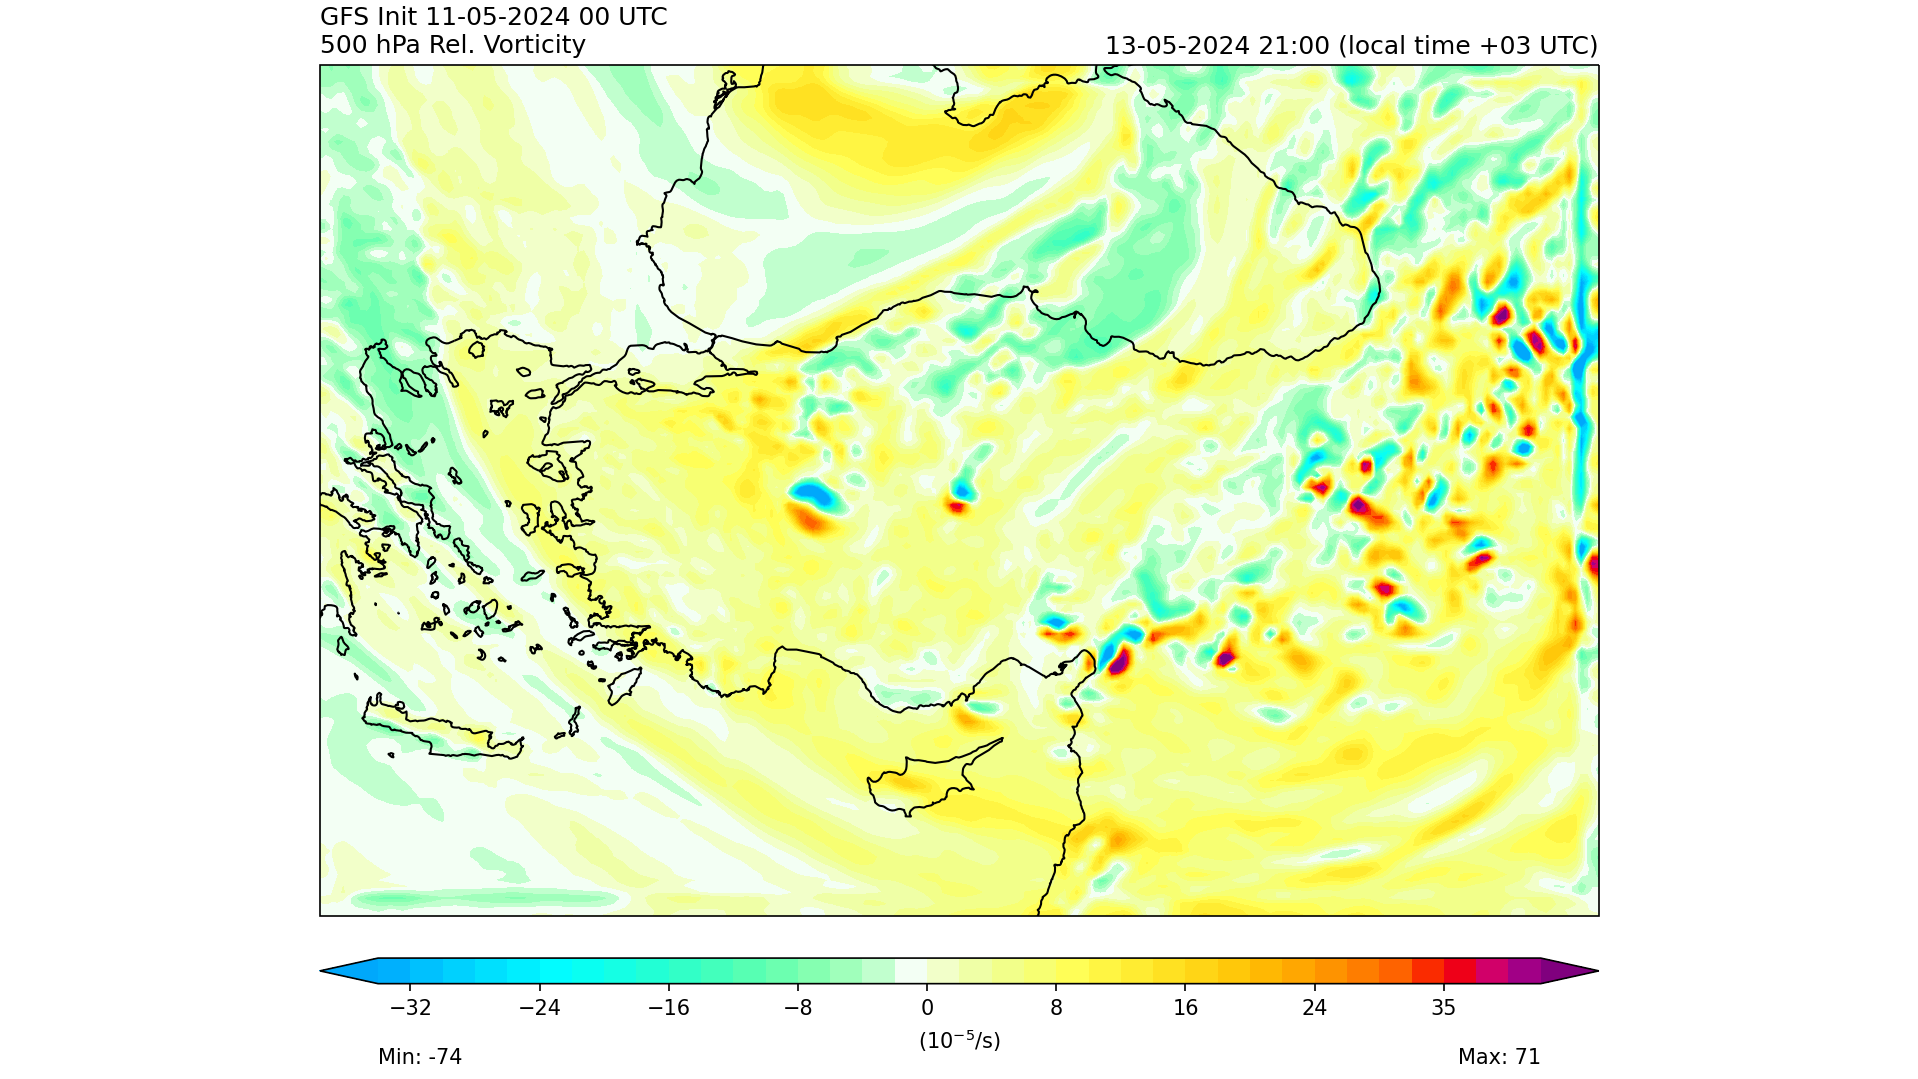 GFS Init 11-05-2024 00 UTC
500 hPa Rel. Vorticity
13-05-2024 21:00 (local time +03 UTC)
−32 −24 −16 −8 0 8 16 24 35
(10⁻⁵/s)
Min: -74
Max: 71